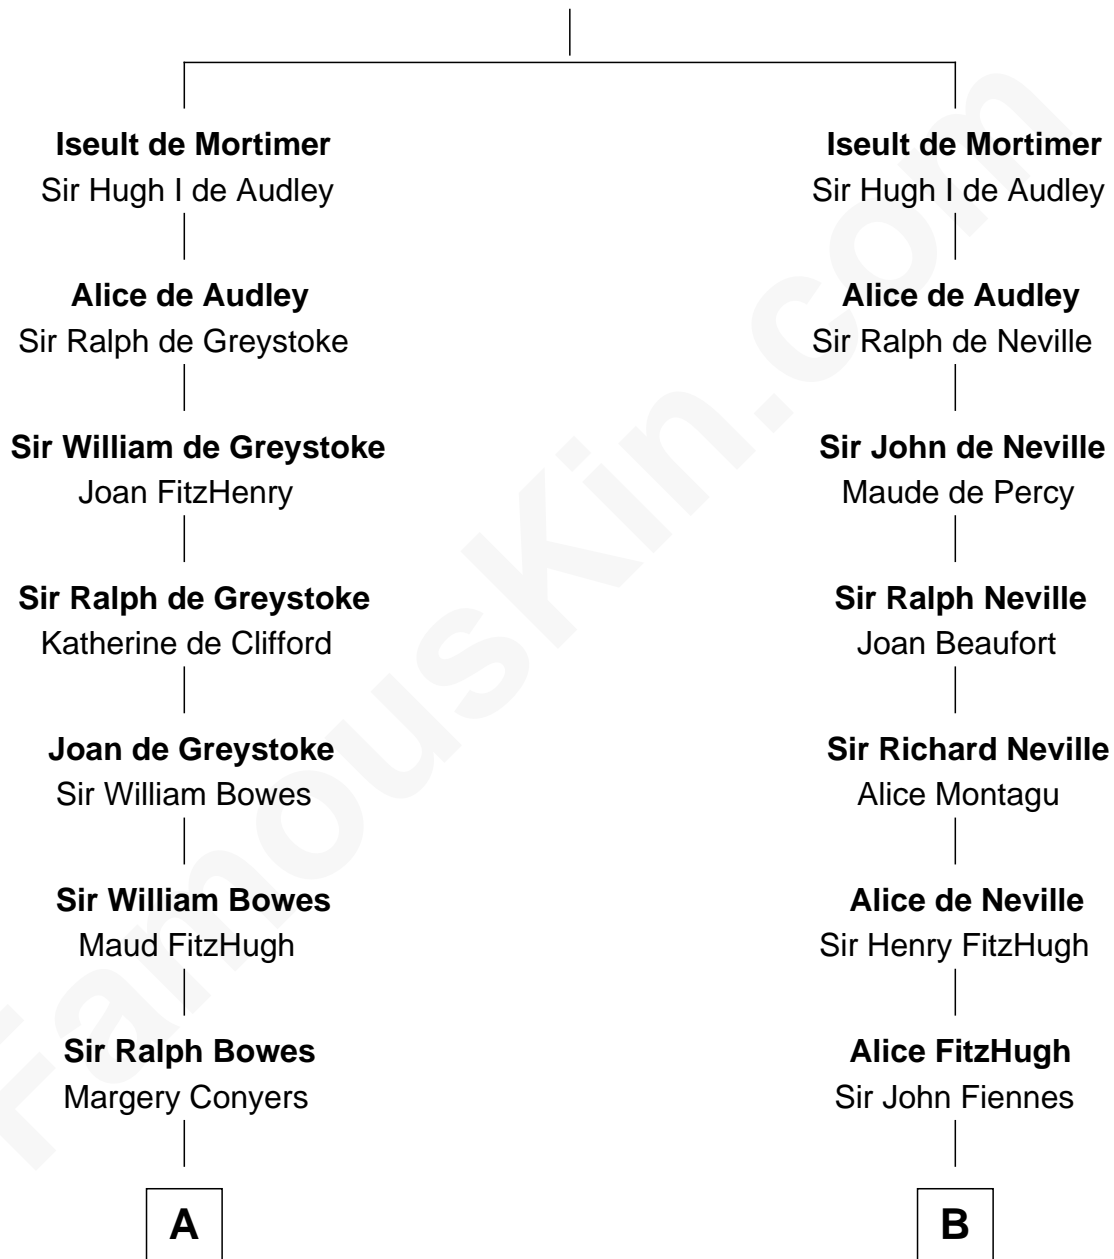 Iseult de Mortimer
Sir Hugh I de Audley
Alice de Audley
Sir Ralph de Greystoke
Sir William de Greystoke
Joan FitzHenry
Sir Ralph de Greystoke
Katherine de Clifford
Joan de Greystoke
Sir William Bowes
Sir William Bowes
Maud FitzHugh
Sir Ralph Bowes
Margery Conyers
A
Iseult de Mortimer
Sir Hugh I de Audley
Alice de Audley
Sir Ralph de Neville
Sir John de Neville
Maude de Percy
Sir Ralph Neville
Joan Beaufort
Sir Richard Neville
Alice Montagu
Alice de Neville
Sir Henry FitzHugh
Alice FitzHugh
Sir John Fiennes
B
FamousKin.com